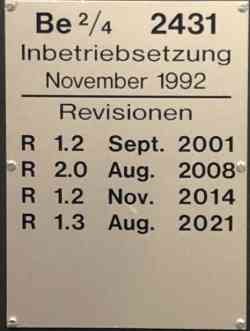 Be 2/4 2431
Inbetriebsetzung
November 1992
Revisionen
R 1.2 Sept. 2001
R 2.0 Aug. 2008
R 1.2 Nov. 2014
R 1.3 Aug. 2021